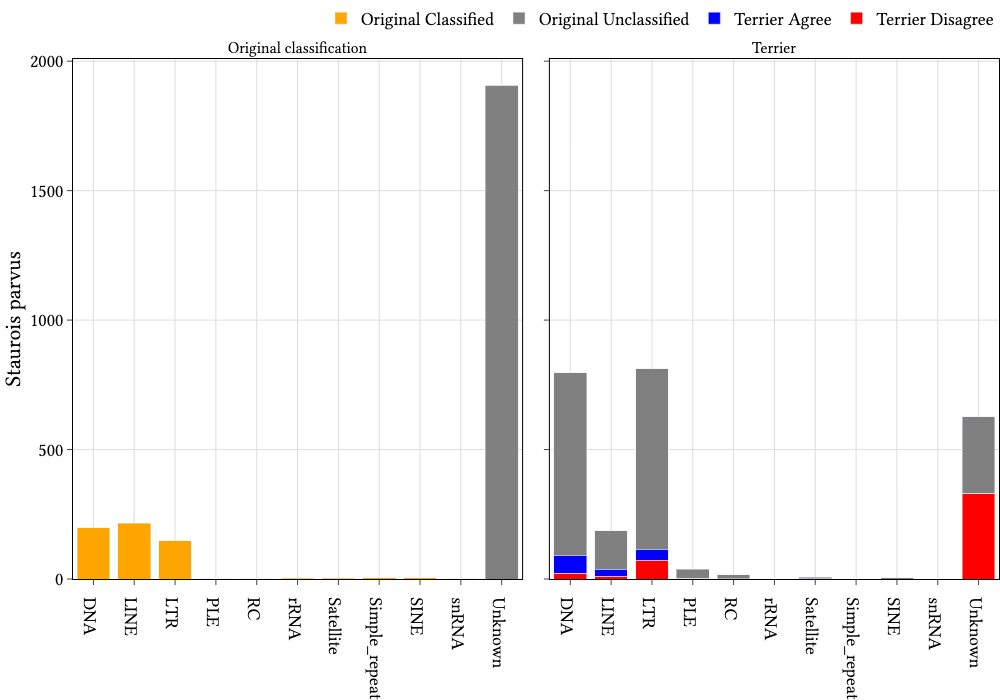 Original Classified Original Unclassified Terrier Agree Terrier Disagree
Original classification
Terrier
Staurois parvus
2000
1500
1000
500
0
DNA
LINE
LTR
PLE
RC
rRNA
Satellite
Simple_repeat
SINE
snRNA
Unknown
DNA
LINE
LTR
PLE
RC
rRNA
Satellite
Simple_repeat
SINE
snRNA
Unknown